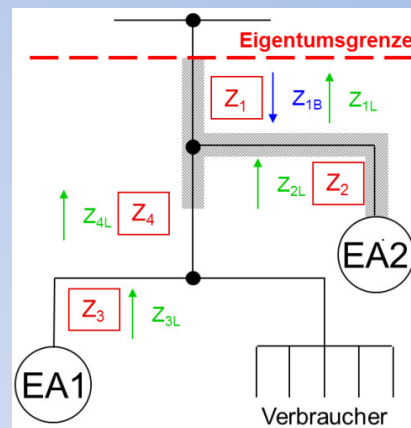 Eigentumsgrenze
Z1 Z1B Z1L
Z2L Z2
Z4L Z4
EA2
Z3 Z3L
EA1
Verbraucher